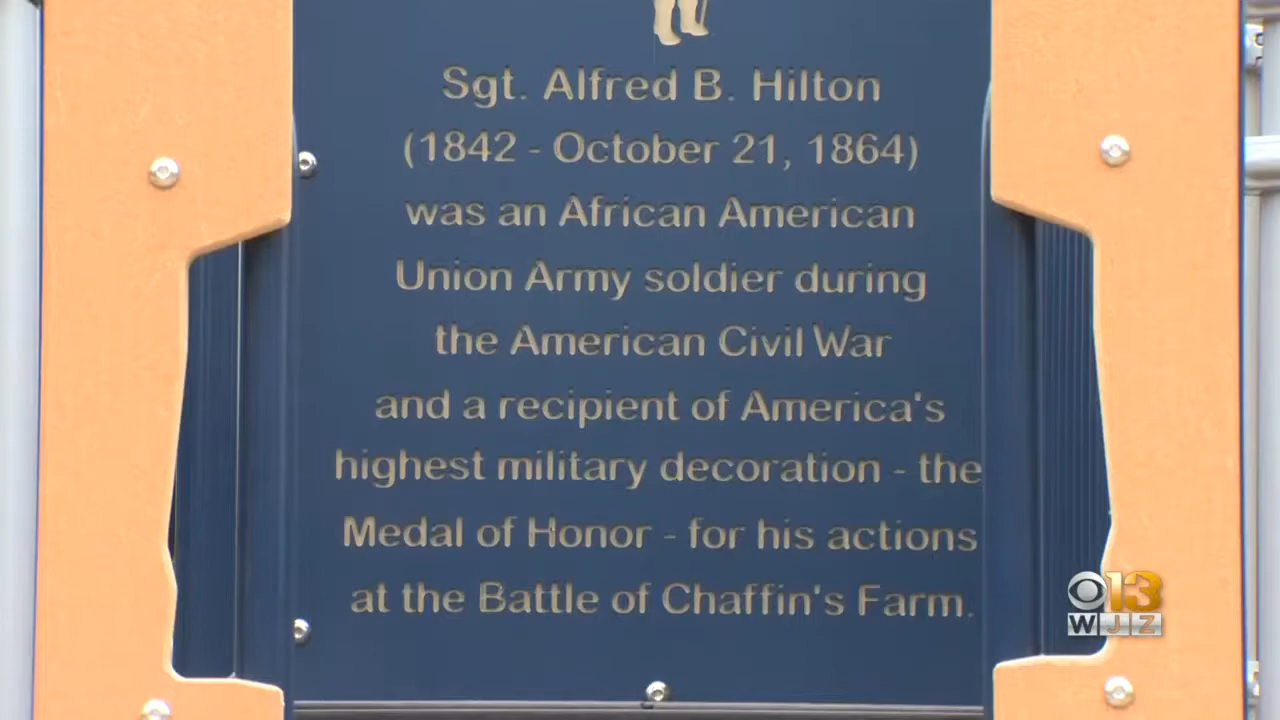 Sgt. Alfred B. Hilton
(1842 - October 21, 1864)
was an African American
Union Army soldier during
the American Civil War
and a recipient of America's
highest military decoration - the
Medal of Honor - for his actions
at the Battle of Chaffin's Farm.
13
WJZ